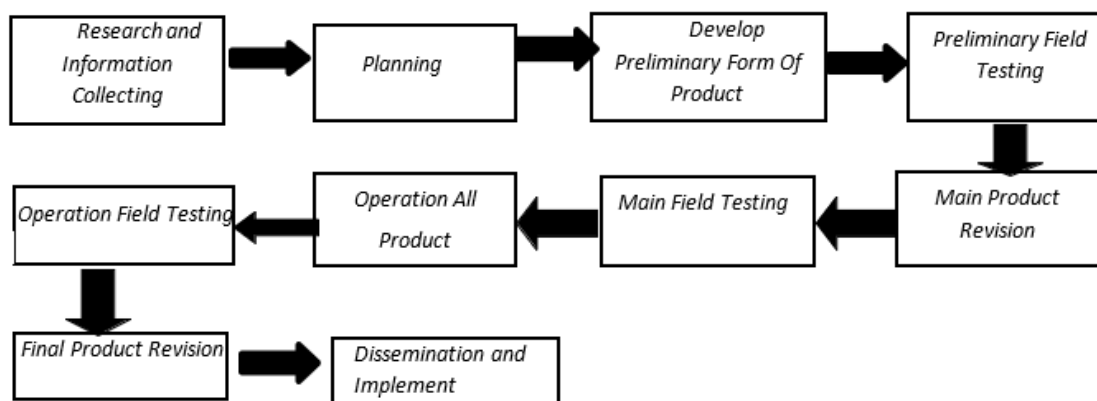 Research and
Information
Collecting
Planning
Develop
Preliminary Form Of
Product
Preliminary Field
Testing
Main Product
Revision
Main Field Testing
Operation All
Product
Operation Field Testing
Final Product Revision
Dissemination and
Implement